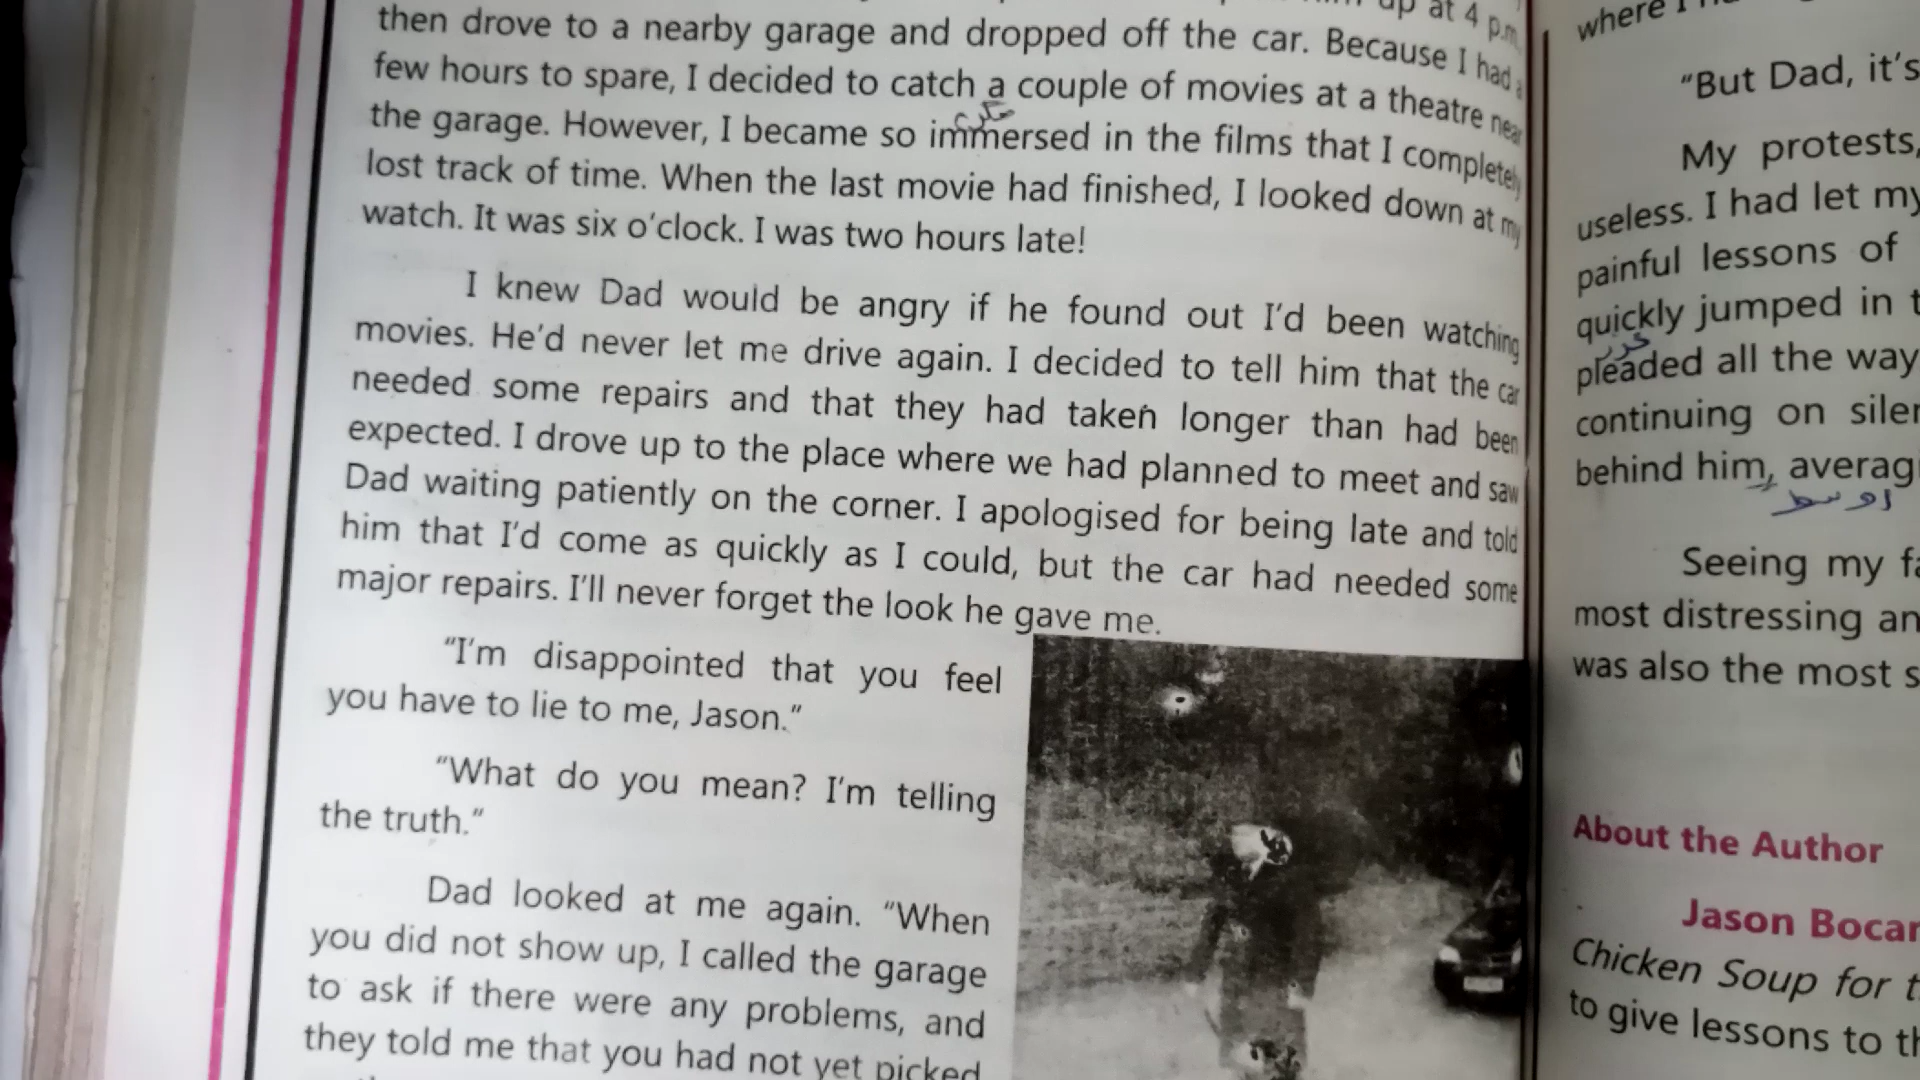 up at 4 p.m.
then drove to a nearby garage and dropped off the car. Because I had a
few hours to spare, I decided to catch a couple of movies at a theatre near
the garage. However, I became so immersed in the films that I completely
lost track of time. When the last movie had finished, I looked down at my
watch. It was six o'clock. I was two hours late!
I knew Dad would be angry if he found out I'd been watching
movies. He'd never let me drive again. I decided to tell him that the car
needed some repairs and that they had taken longer than had been
expected. I drove up to the place where we had planned to meet and saw
Dad waiting patiently on the corner. I apologised for being late and told
him that I'd come as quickly as I could, but the car had needed some
major repairs. I'll never forget the look he gave me.
"I'm disappointed that you feel
you have to lie to me, Jason."
"What do you mean? I'm telling
the truth."
Dad looked at me again. "When
you did not show up, I called the garage
to ask if there were any problems, and
they told me that you had not yet picked
where I
"But Dad, it's
My protests,
useless. I had let my
painful lessons of
quickly jumped in
pleaded all the way
continuing on
behind him,
اوسط
Seeing my
most distressing
was also the most
About the Author
Jason
Chicken Soup for
to give lessons to